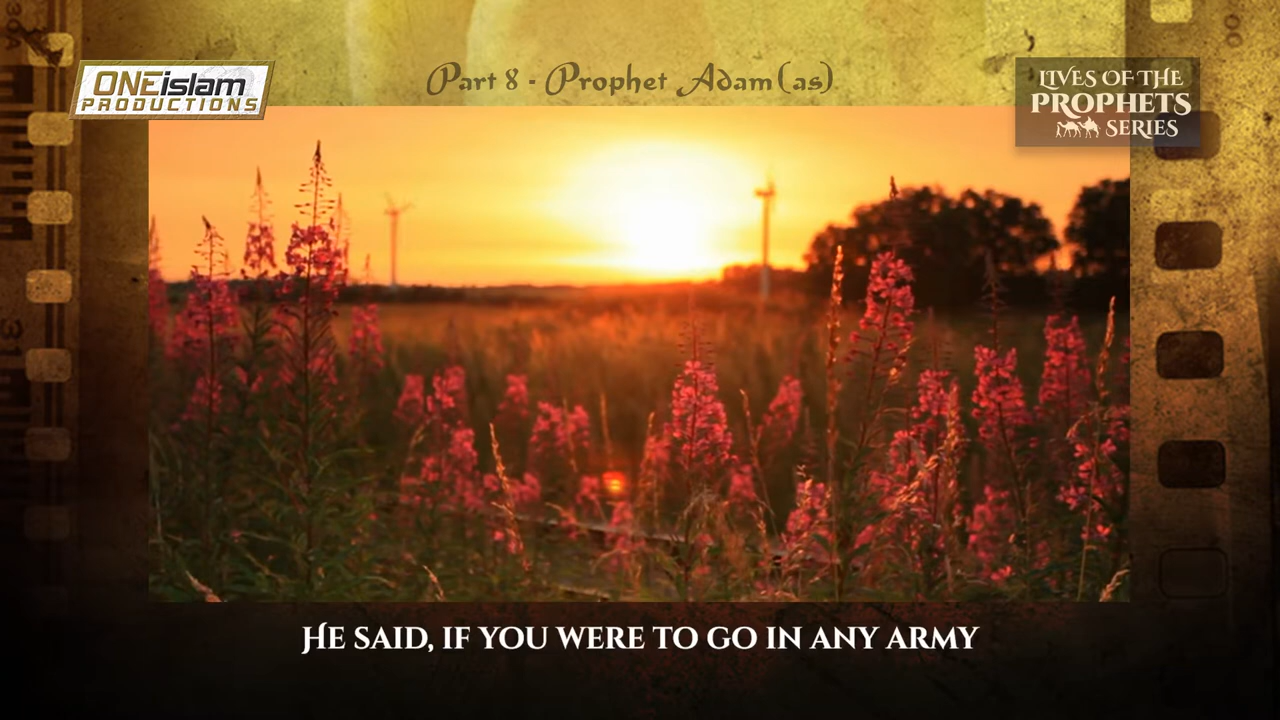 ONEislam
PRODUCTIONS
Part 8 - Prophet Adam (as)
LIVES OF THE
PROPHETS
SERIES
HE SAID, IF YOU WERE TO GO IN ANY ARMY